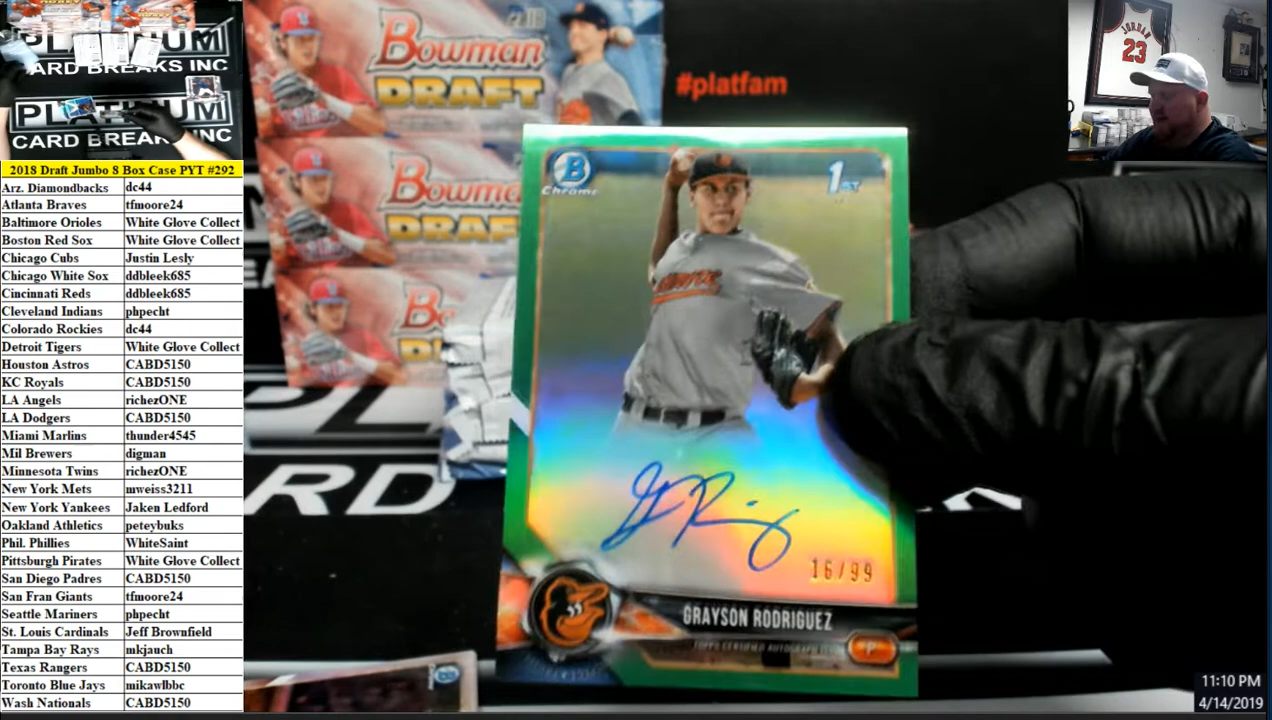 PLATINUM
CARD BREAKS INC
PLATINUM
CARD BREAKS INC
2018 Draft Jumbo 8 Box Case PYT #292
Arz. Diamondbacks dc44
Atlanta Braves tfmoore24
Baltimore Orioles White Glove Collect
Boston Red Sox White Glove Collect
Chicago Cubs Justin Lesly
Chicago White Sox ddbleek685
Cincinnati Reds ddbleek685
Cleveland Indians phpecht
Colorado Rockies dc44
Detroit Tigers White Glove Collect
Houston Astros CABD5150
KC Royals CABD5150
LA Angels richezONE
LA Dodgers CABD5150
Miami Marlins thunder4545
Mil Brewers digman
Minnesota Twins richezONE
New York Mets mweiss3211
New York Yankees Jaken Ledford
Oakland Athletics peteybuks
Phil. Phillies WhiteSaint
Pittsburgh Pirates White Glove Collect
San Diego Padres CABD5150
San Fran Giants tfmoore24
Seattle Mariners phpecht
St. Louis Cardinals Jeff Brownfield
Tampa Bay Rays mkjauch
Texas Rangers CABD5150
Toronto Blue Jays mikawlbbc
Wash Nationals CABD5150
Bowman
DRAFT
#platfam
JORDAN
23
B
Chrome
1ST
16/99
GRAYSON RODRIGUEZ
TOPPS CERTIFIED AUTOGRAPH
P
11:10 PM
4/14/2019